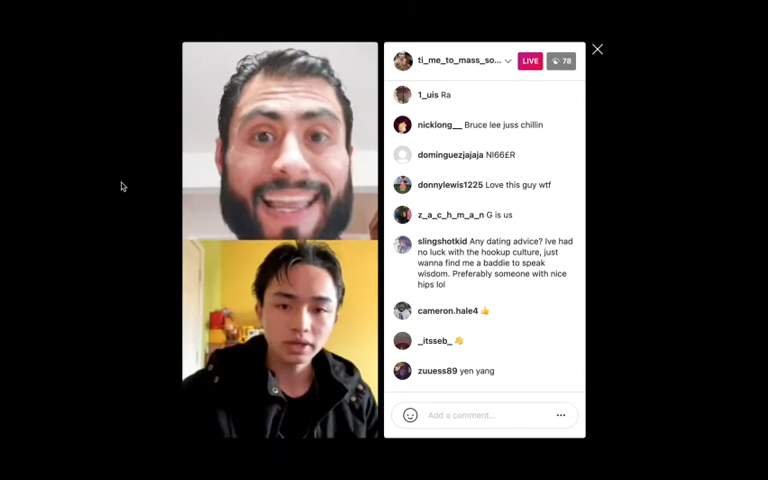 ti_me_to_mass_so... LIVE 78
1_uis Ra
nicklong__ Bruce lee juss chillin
dominguezjajaja NI66£R
donnylewis1225 Love this guy wtf
z_a_c_h_m_a_n G is us
slingshotkid Any dating advice? Ive had
no luck with the hookup culture, just
wanna find me a baddie to speak
wisdom. Preferably someone with nice
hips lol
cameron.hale4 👍
_itsseb_ 👋
zuuess89 yen yang
Add a comment...